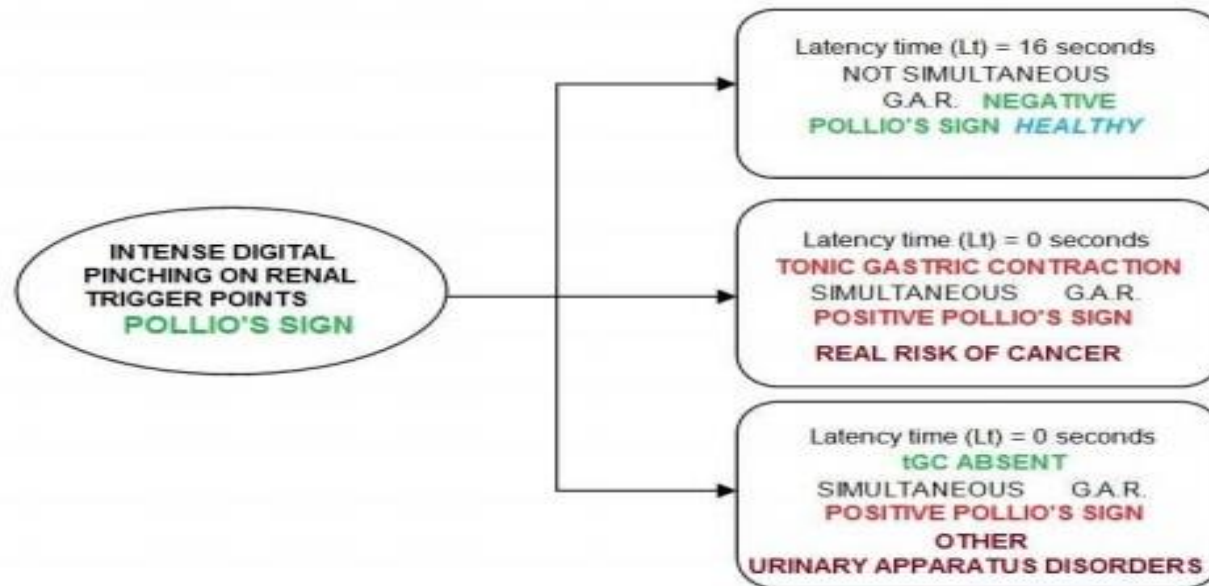 INTENSE DIGITAL
PINCHING ON RENAL
TRIGGER POINTS
POLLIO'S SIGN
Latency time (Lt) = 16 seconds
NOT SIMULTANEOUS
G.A.R. NEGATIVE
POLLIO'S SIGN HEALTHY
Latency time (Lt) = 0 seconds
TONIC GASTRIC CONTRACTION
SIMULTANEOUS G.A.R.
POSITIVE POLLIO'S SIGN
REAL RISK OF CANCER
Latency time (Lt) = 0 seconds
tGC ABSENT
SIMULTANEOUS G.A.R.
POSITIVE POLLIO'S SIGN
OTHER
URINARY APPARATUS DISORDERS